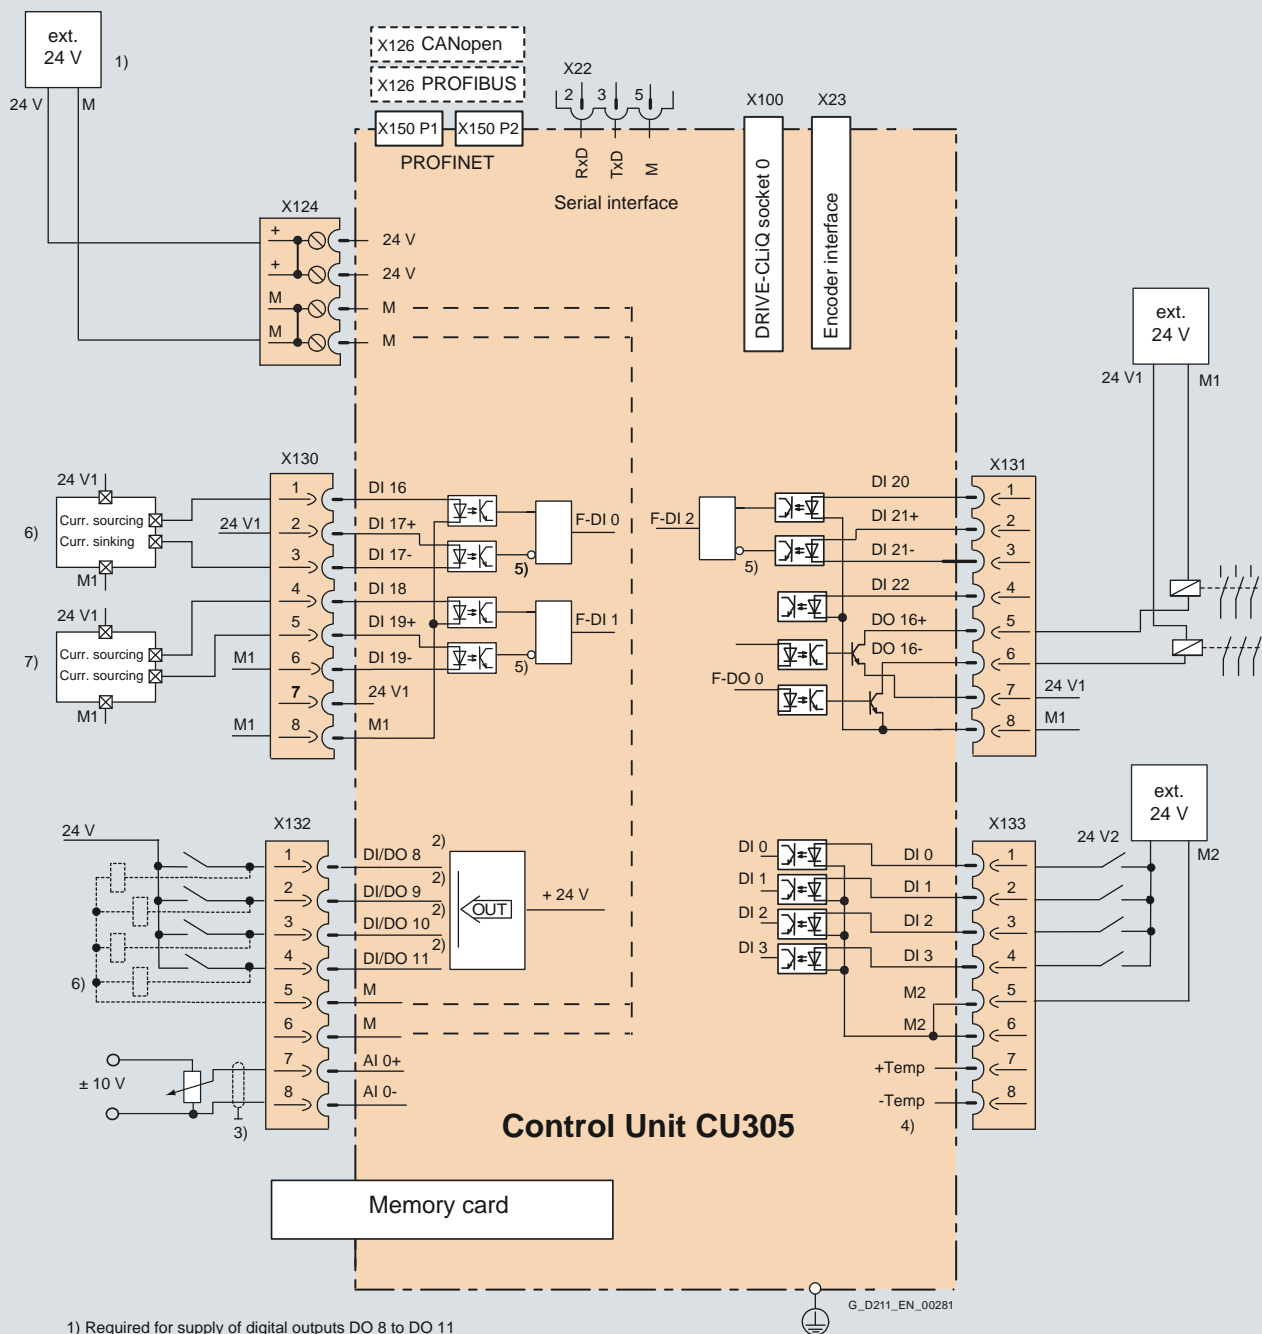 ext.
24 V
1)
24 V
M
X126 CANopen
X126 PROFIBUS
X150 P1
X150 P2
PROFINET
X22
2
3
5
RxD
TxD
M
Serial interface
X100
DRIVE-CLiQ socket 0
X23
Encoder interface
X124
+
24 V
+
24 V
M
M
M
M
ext.
24 V
24 V1
M1
X130
24 V1
6)
Curr. sourcing
Curr. sinking
M1
24 V1
1
DI 16
2
DI 17+
3
DI 17-
F-DI 0
5)
24 V1
7)
Curr. sourcing
Curr. sourcing
M1
M1
M1
4
DI 18
5
DI 19+
6
DI 19-
F-DI 1
5)
7
24 V1
8
M1
X131
F-DI 2
5)
DI 20
1
DI 21+
2
DI 21-
3
DI 22
4
DO 16+
5
DO 16-
6
F-DO 0
7
24 V1
8
M1
X132
24 V
6)
1
DI/DO 8
2)
2
DI/DO 9
2)
3
DI/DO 10
2)
4
DI/DO 11
2)
OUT
+ 24 V
5
M
6
M
7
AI 0+
8
AI 0-
± 10 V
3)
ext.
24 V
24 V2
M2
X133
DI 0
DI 0
1
DI 1
DI 1
2
DI 2
DI 2
3
DI 3
DI 3
4
M2
5
M2
6
+Temp
7
-Temp
8
4)
Control Unit CU305
Memory card
G_D211_EN_00281
1) Required for supply of digital outputs DO 8 to DO 11